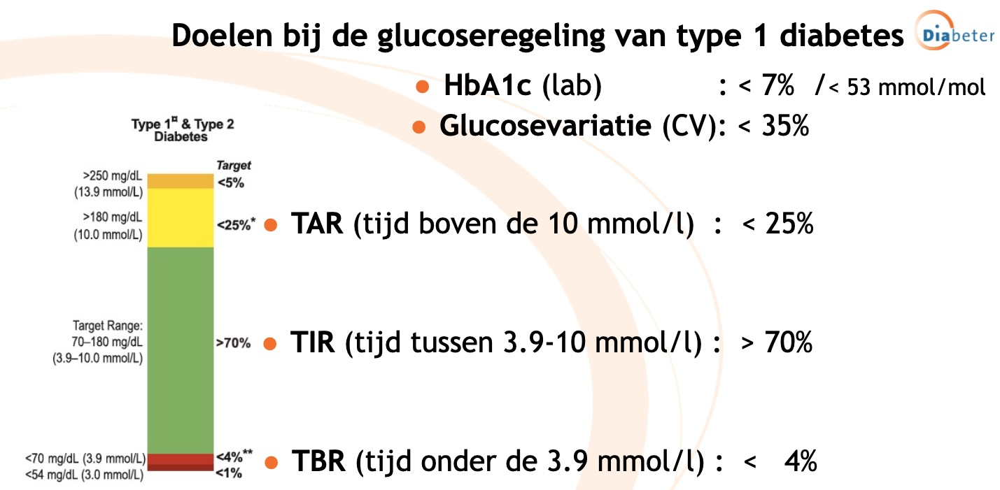 Doelen bij de glucoseregeling van type 1 diabetes
Diabeter
● HbA1c (lab) : < 7% / < 53 mmol/mol
● Glucosevariatie (CV): < 35%
Type 1¤ & Type 2
Diabetes
Target
>250 mg/dL
(13.9 mmol/L)
<5%
>180 mg/dL
(10.0 mmol/L)
<25%*
● TAR (tijd boven de 10 mmol/l) : < 25%
Target Range:
70–180 mg/dL
(3.9–10.0 mmol/L)
>70%
● TIR (tijd tussen 3.9-10 mmol/l) : > 70%
<70 mg/dL (3.9 mmol/L)
<4%**
<54 mg/dL (3.0 mmol/L)
<1%
● TBR (tijd onder de 3.9 mmol/l) : < 4%